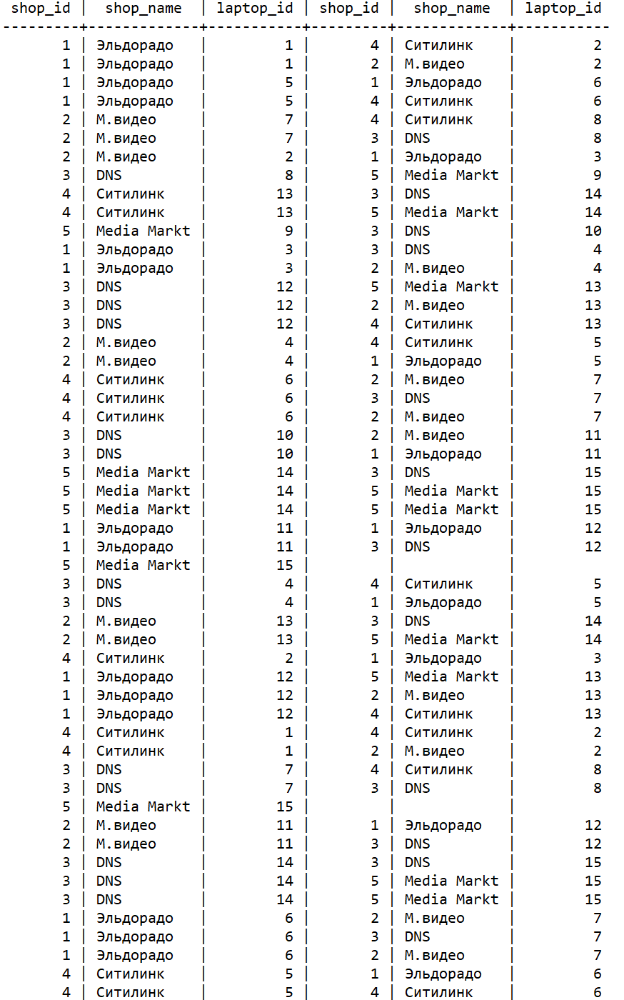 shop_id | shop_name | laptop_id | shop_id | shop_name | laptop_id
---------+-------------+-----------+---------+-------------+-----------
1 | Эльдорадо | 1 | 4 | Ситилинк | 2
1 | Эльдорадо | 1 | 2 | М.видео | 2
1 | Эльдорадо | 5 | 1 | Эльдорадо | 6
1 | Эльдорадо | 5 | 4 | Ситилинк | 6
2 | М.видео | 7 | 4 | Ситилинк | 8
2 | М.видео | 7 | 3 | DNS | 8
2 | М.видео | 2 | 1 | Эльдорадо | 3
3 | DNS | 8 | 5 | Media Markt | 9
4 | Ситилинк | 13 | 3 | DNS | 14
4 | Ситилинк | 13 | 5 | Media Markt | 14
5 | Media Markt | 9 | 3 | DNS | 10
1 | Эльдорадо | 3 | 3 | DNS | 4
1 | Эльдорадо | 3 | 2 | М.видео | 4
3 | DNS | 12 | 5 | Media Markt | 13
3 | DNS | 12 | 2 | М.видео | 13
3 | DNS | 12 | 4 | Ситилинк | 13
2 | М.видео | 4 | 4 | Ситилинк | 5
2 | М.видео | 4 | 1 | Эльдорадо | 5
4 | Ситилинк | 6 | 2 | М.видео | 7
4 | Ситилинк | 6 | 3 | DNS | 7
4 | Ситилинк | 6 | 2 | М.видео | 7
3 | DNS | 10 | 2 | М.видео | 11
3 | DNS | 10 | 1 | Эльдорадо | 11
5 | Media Markt | 14 | 3 | DNS | 15
5 | Media Markt | 14 | 5 | Media Markt | 15
5 | Media Markt | 14 | 5 | Media Markt | 15
1 | Эльдорадо | 11 | 1 | Эльдорадо | 12
1 | Эльдорадо | 11 | 3 | DNS | 12
5 | Media Markt | 15 | | |
3 | DNS | 4 | 4 | Ситилинк | 5
3 | DNS | 4 | 1 | Эльдорадо | 5
2 | М.видео | 13 | 3 | DNS | 14
2 | М.видео | 13 | 5 | Media Markt | 14
4 | Ситилинк | 2 | 1 | Эльдорадо | 3
1 | Эльдорадо | 12 | 5 | Media Markt | 13
1 | Эльдорадо | 12 | 2 | М.видео | 13
1 | Эльдорадо | 12 | 4 | Ситилинк | 13
4 | Ситилинк | 1 | 4 | Ситилинк | 2
4 | Ситилинк | 1 | 2 | М.видео | 2
3 | DNS | 7 | 4 | Ситилинк | 8
3 | DNS | 7 | 3 | DNS | 8
5 | Media Markt | 15 | | |
2 | М.видео | 11 | 1 | Эльдорадо | 12
2 | М.видео | 11 | 3 | DNS | 12
3 | DNS | 14 | 3 | DNS | 15
3 | DNS | 14 | 5 | Media Markt | 15
3 | DNS | 14 | 5 | Media Markt | 15
1 | Эльдорадо | 6 | 2 | М.видео | 7
1 | Эльдорадо | 6 | 3 | DNS | 7
1 | Эльдорадо | 6 | 2 | М.видео | 7
4 | Ситилинк | 5 | 1 | Эльдорадо | 6
4 | Ситилинк | 5 | 4 | Ситилинк | 6